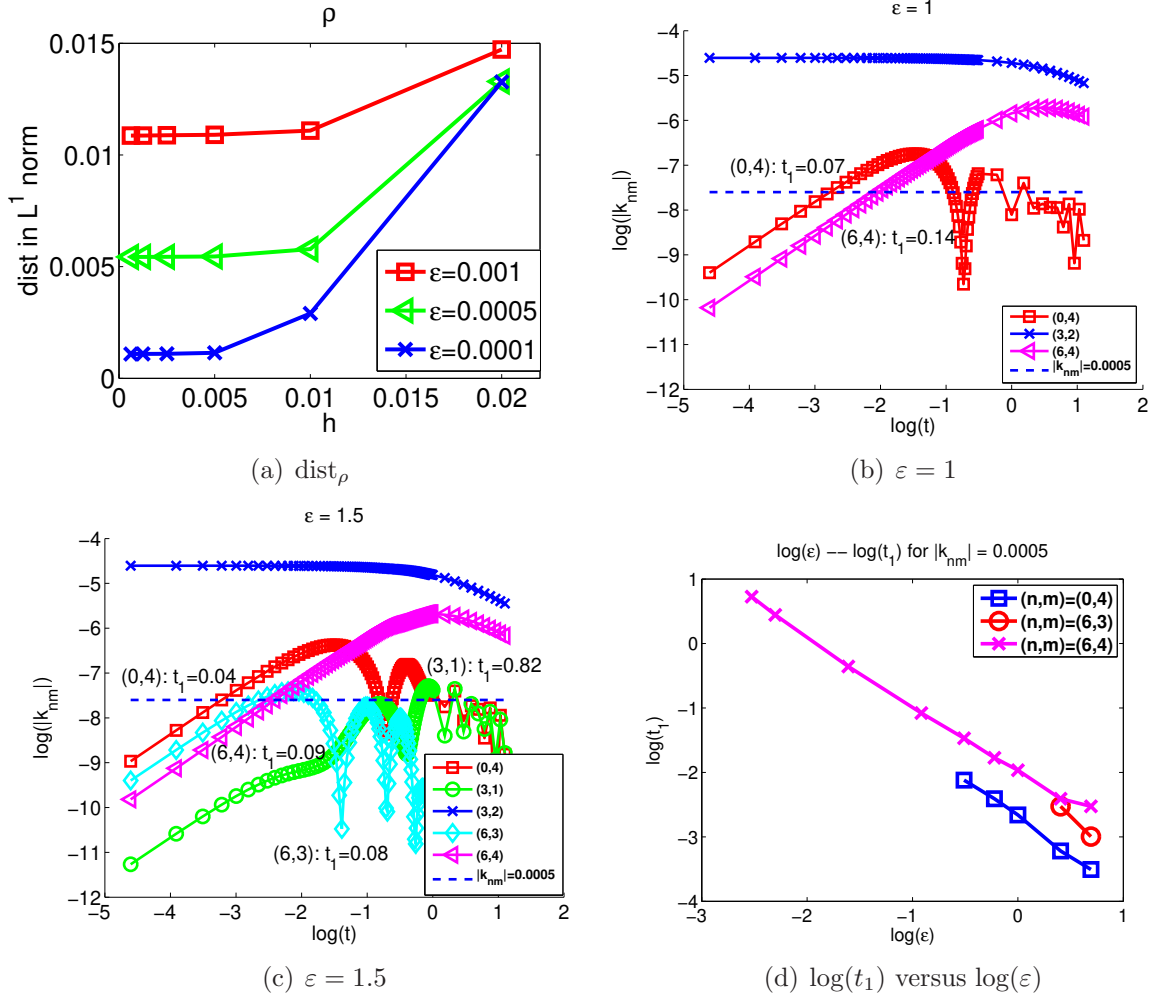 ρ
0.015
0.01
0.005
0
0
0.005
0.01
0.015
0.02
dist in L¹ norm
h
ε=0.001
ε=0.0005
ε=0.0001
(a) distρ
ε = 1
-4
-5
-6
-7
-8
-9
-10
-11
-12
-5
-4
-3
-2
-1
0
1
2
log(|k_nm|)
log(t)
(0,4): t₁=0.07
(6,4): t₁=0.14
(0,4)
(3,2)
(6,4)
|k_nm|=0.0005
(b) ε = 1
ε = 1.5
-4
-5
-6
-7
-8
-9
-10
-11
-12
-5
-4
-3
-2
-1
0
1
2
log(|k_nm|)
log(t)
(0,4): t₁=0.04
(3,1): t₁=0.82
(6,4): t₁=0.09
(6,3): t₁=0.08
(0,4)
(3,1)
(3,2)
(6,3)
(6,4)
|k_nm|=0.0005
(c) ε = 1.5
log(ε) −− log(t₁) for |k_nm| = 0.0005
1
0
-1
-2
-3
-4
-3
-2
-1
0
1
log(t₁)
log(ε)
(n,m)=(0,4)
(n,m)=(6,3)
(n,m)=(6,4)
(d) log(t₁) versus log(ε)